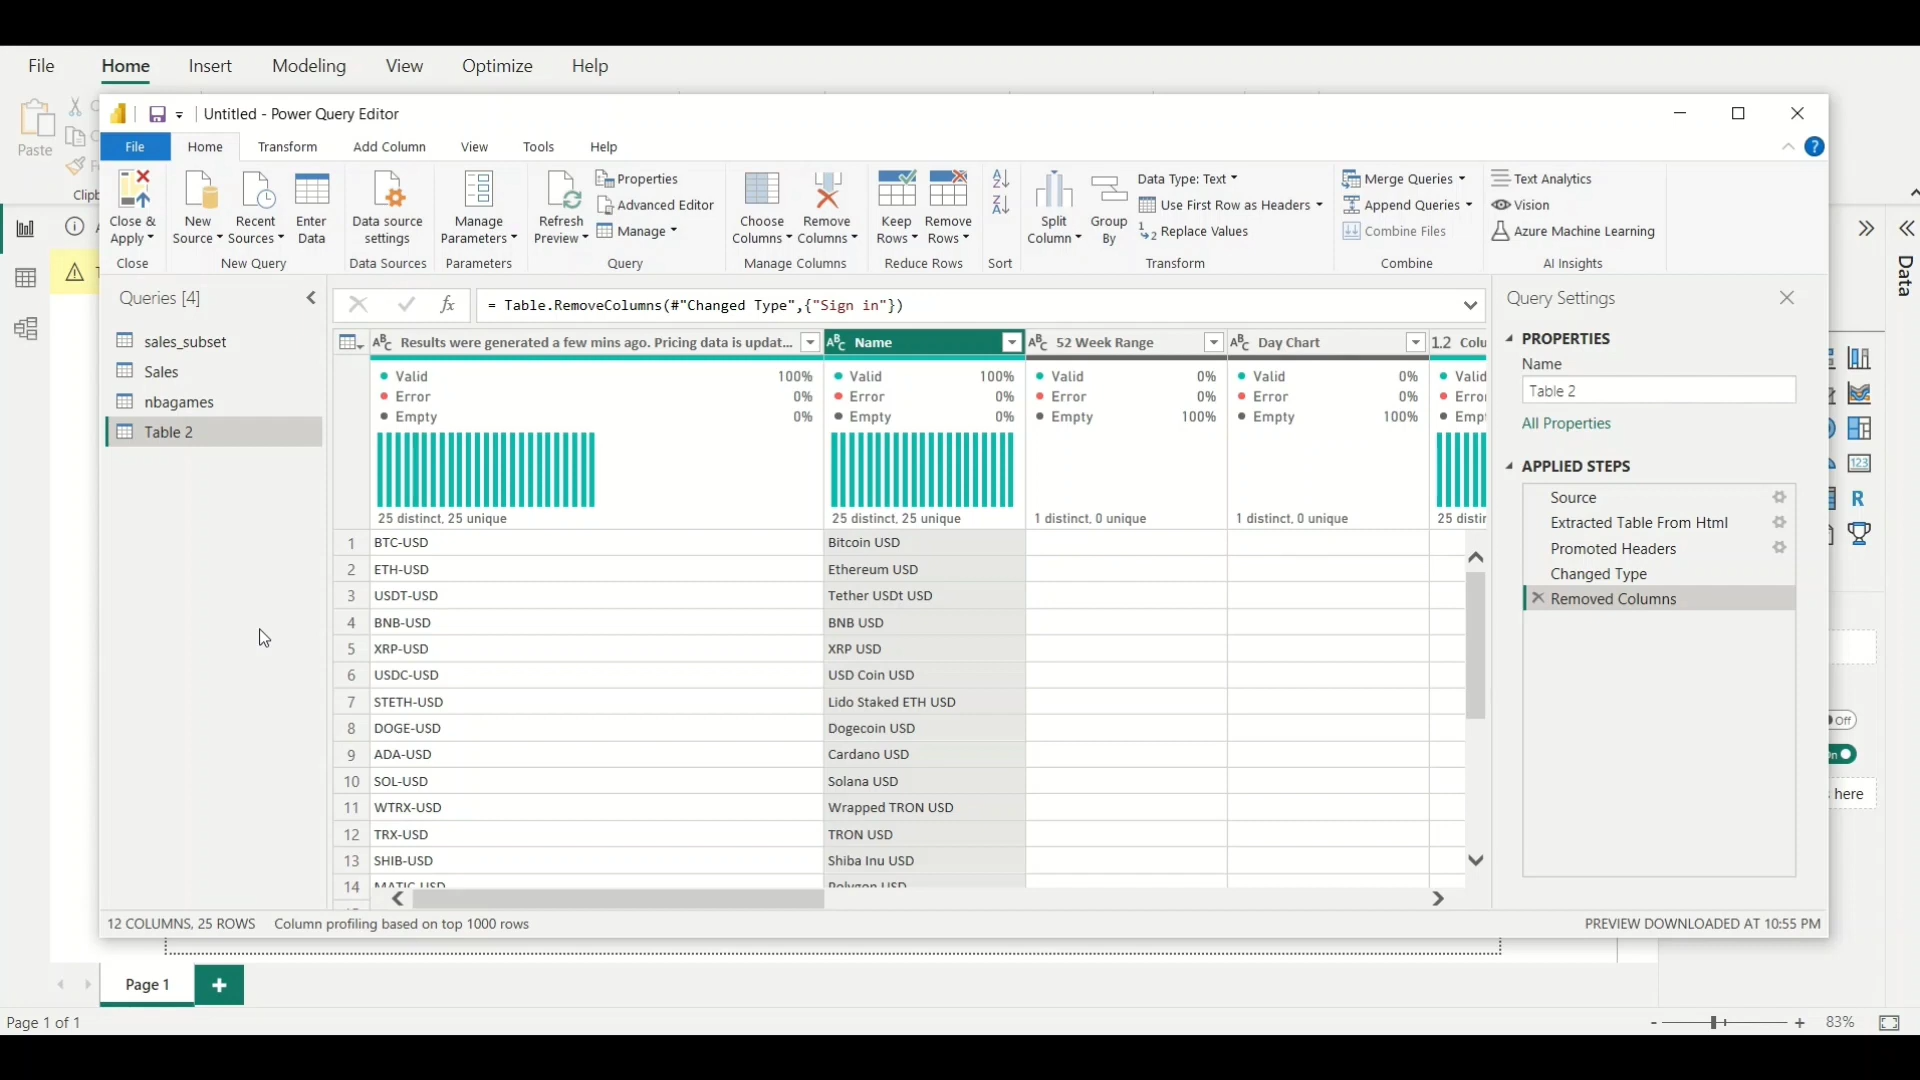 File Home Insert Modeling View Optimize Help
Untitled - Power Query Editor
File Home Transform Add Column View Tools Help
Paste
Close & Apply
New Source
Recent Sources
Enter Data
Data source settings
Manage Parameters
Refresh Preview
Properties
Advanced Editor
Manage
Choose Columns
Remove Columns
Keep Rows
Remove Rows
Split Column
Group By
Data Type: Text
Use First Row as Headers
Replace Values
Merge Queries
Append Queries
Combine Files
Text Analytics
Vision
Azure Machine Learning
Close New Query Data Sources Parameters Query Manage Columns Reduce Rows Sort Transform Combine AI Insights
Data
Queries [4]
sales_subset
Sales
nbagames
Table 2
fx = Table.RemoveColumns(#"Changed Type",{"Sign in"})
Results were generated a few mins ago. Pricing data is updat... Name 52 Week Range Day Chart 1.2
Valid 100% Valid 100% Valid 0% Valid 0% Valid
Error 0% Error 0% Error 0% Error 0%
Empty 0% Empty 0% Empty 100% Empty 100%
25 distinct, 25 unique 25 distinct, 25 unique 1 distinct, 0 unique 1 distinct, 0 unique
1 BTC-USD Bitcoin USD
2 ETH-USD Ethereum USD
3 USDT-USD Tether USDt USD
4 BNB-USD BNB USD
5 XRP-USD XRP USD
6 USDC-USD USD Coin USD
7 STETH-USD Lido Staked ETH USD
8 DOGE-USD Dogecoin USD
9 ADA-USD Cardano USD
10 SOL-USD Solana USD
11 WTRX-USD Wrapped TRON USD
12 TRX-USD TRON USD
13 SHIB-USD Shiba Inu USD
14 MATIC-USD Polygon USD
Query Settings
PROPERTIES
Name
Table 2
All Properties
APPLIED STEPS
Source
Extracted Table From Html
Promoted Headers
Changed Type
Removed Columns
Off
here
12 COLUMNS, 25 ROWS Column profiling based on top 1000 rows PREVIEW DOWNLOADED AT 10:55 PM
Page 1
Page 1 of 1 83%